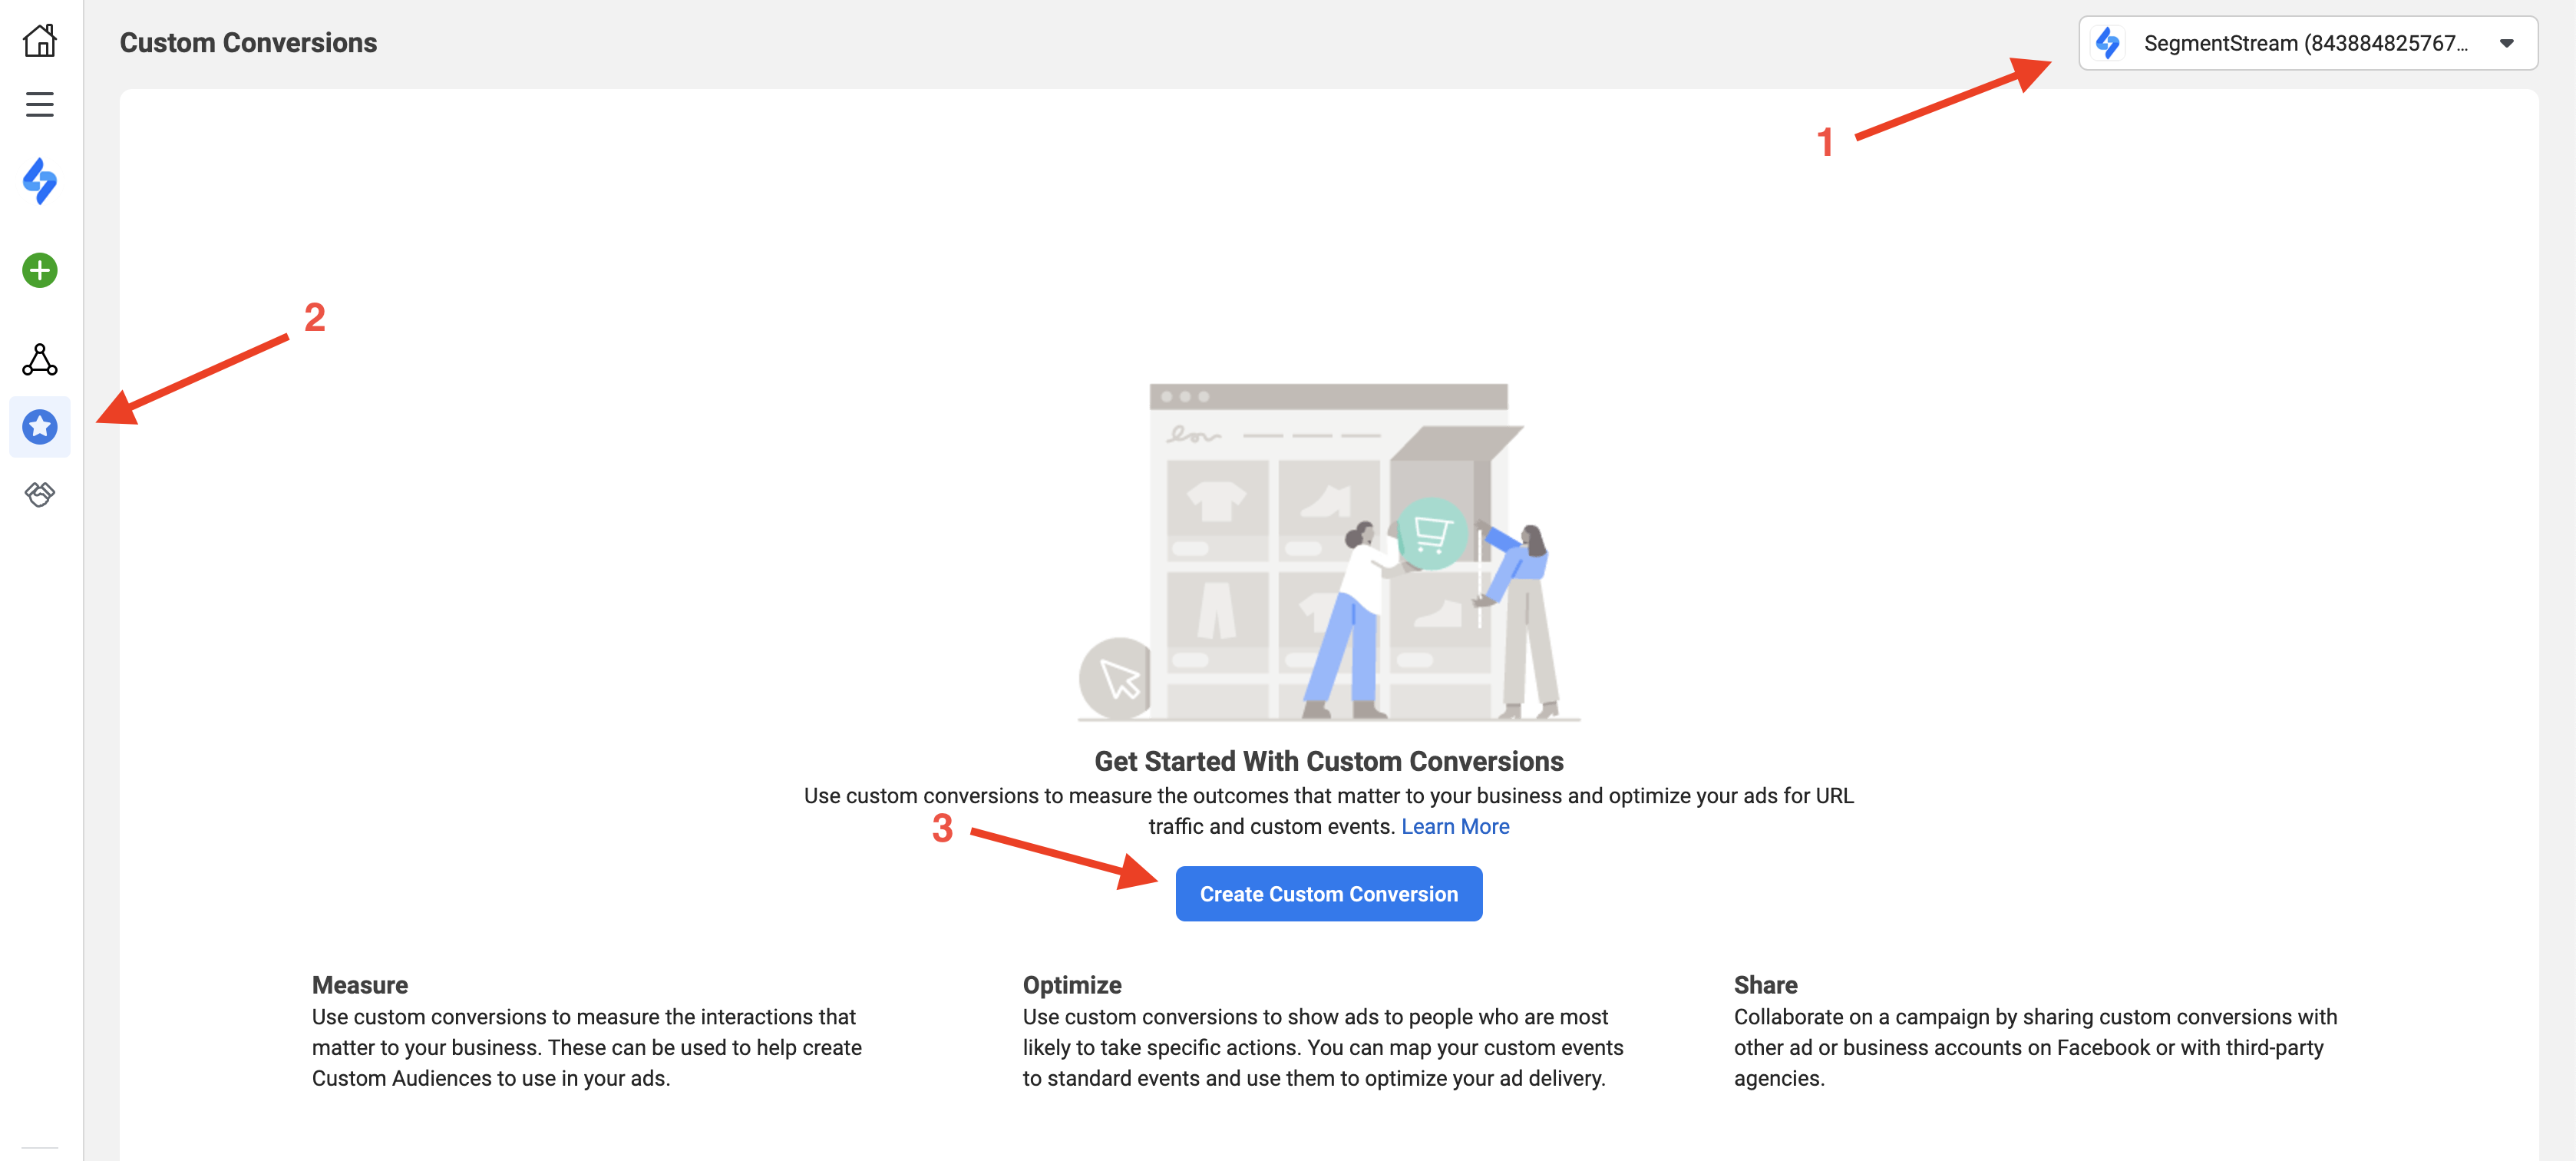 Custom Conversions
SegmentStream (843884825767...
1
2
Get Started With Custom Conversions
Use custom conversions to measure the outcomes that matter to your business and optimize your ads for URL
traffic and custom events. Learn More
3
Create Custom Conversion
Measure
Use custom conversions to measure the interactions that
matter to your business. These can be used to help create
Custom Audiences to use in your ads.
Optimize
Use custom conversions to show ads to people who are most
likely to take specific actions. You can map your custom events
to standard events and use them to optimize your ad delivery.
Share
Collaborate on a campaign by sharing custom conversions with
other ad or business accounts on Facebook or with third-party
agencies.